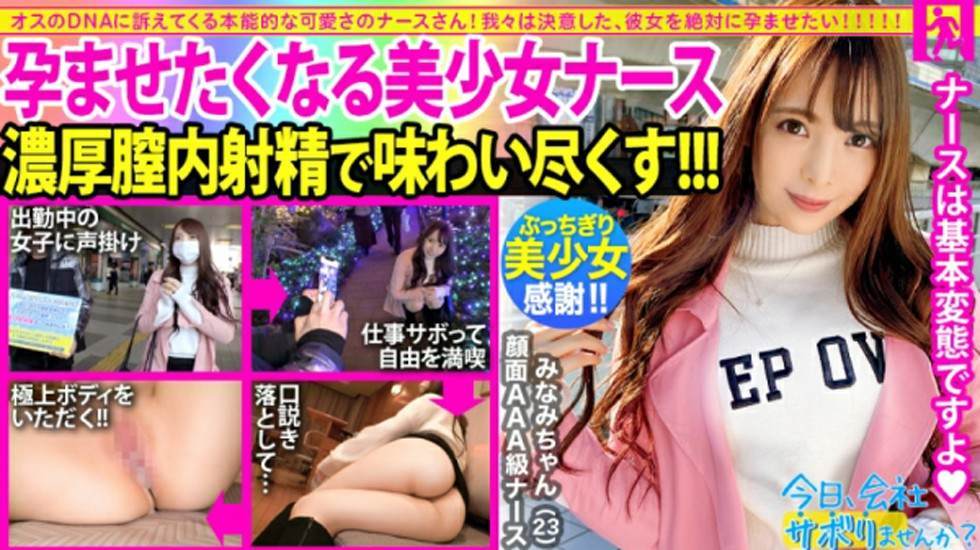 オスのDNAに訴えてくる本能的な可愛さのナースさん!我々は決意した、彼女を絶対に孕ませたい!!!!!
孕ませたくなる美少女ナース
濃厚膣内射精で味わい尽くす!!!
出勤中の
女子に声掛け
仕事サボって
自由を満喫
極上ボディを
いただく!!
口説き
落として…
ぶっちぎり
美少女
感謝!!
みなみちゃん(23)
顔面AAA級ナース
ナースは基本変態ですよ♥
EP OV
今日、会社
サボりませんか?